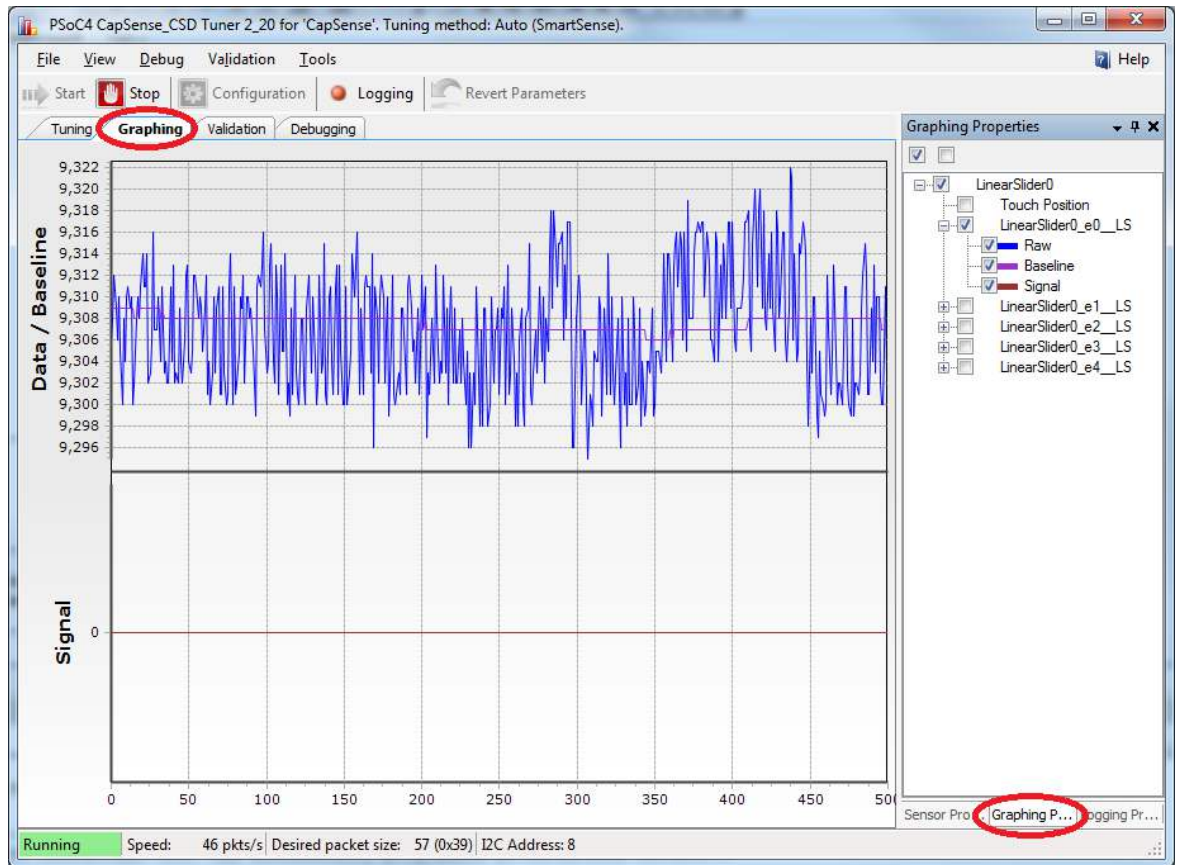 PSoC4 CapSense_CSD Tuner 2_20 for 'CapSense'. Tuning method: Auto (SmartSense).
File View Debug Validation Tools Help
Start Stop Configuration Logging Revert Parameters
Tuning Graphing Validation Debugging
Data / Baseline
9,322
9,320
9,318
9,316
9,314
9,312
9,310
9,308
9,306
9,304
9,302
9,300
9,298
9,296
Signal
0
0 50 100 150 200 250 300 350 400 450 50
Graphing Properties
LinearSlider0
Touch Position
LinearSlider0_e0__LS
Raw
Baseline
Signal
LinearSlider0_e1__LS
LinearSlider0_e2__LS
LinearSlider0_e3__LS
LinearSlider0_e4__LS
Sensor Pro... Graphing P... ogging Pr...
Running Speed: 46 pkts/s Desired packet size: 57 (0x39) I2C Address: 8